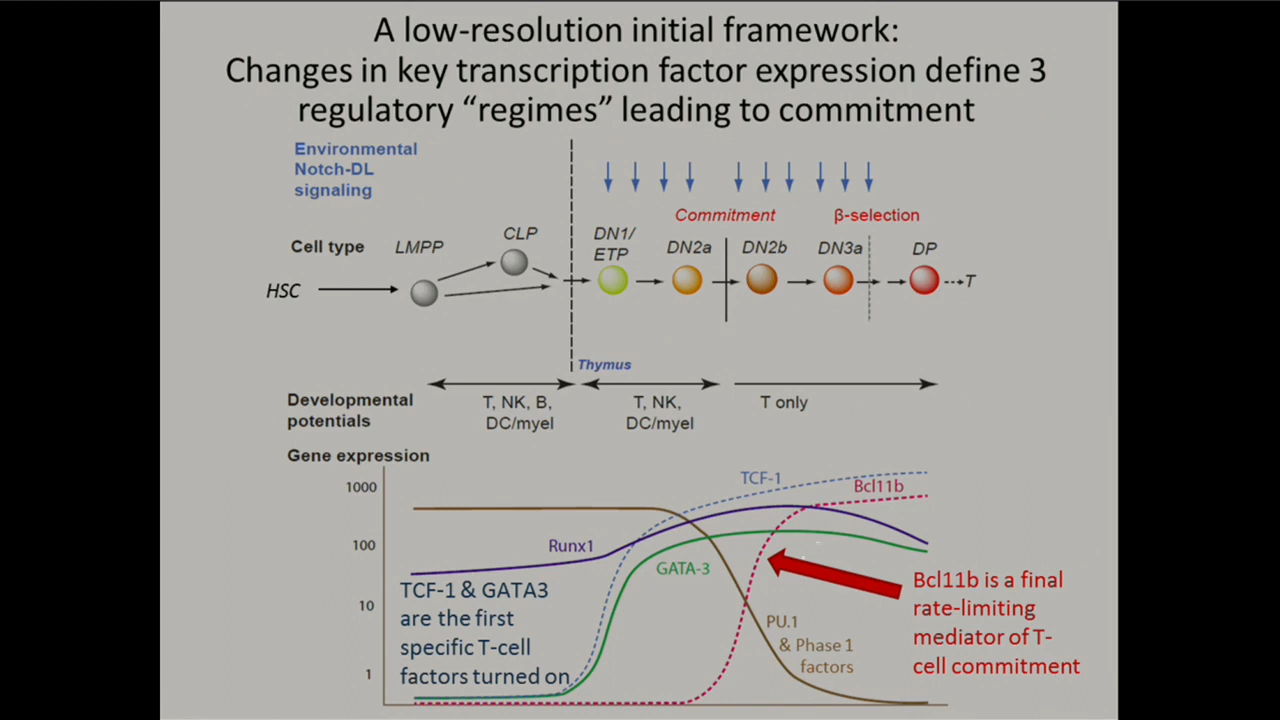 A low-resolution initial framework:
Changes in key transcription factor expression define 3
regulatory “regimes” leading to commitment
Environmental
Notch-DL
signaling
Commitment
β-selection
Cell type
LMPP
CLP
DN1/
ETP
DN2a
DN2b
DN3a
DP
HSC
T
Thymus
Developmental
potentials
T, NK, B,
DC/myel
T, NK,
DC/myel
T only
Gene expression
1000
100
10
1
TCF-1
Bcl11b
Runx1
GATA-3
PU.1
& Phase 1
factors
TCF-1 & GATA3
are the first
specific T-cell
factors turned on
Bcl11b is a final
rate-limiting
mediator of T-
cell commitment